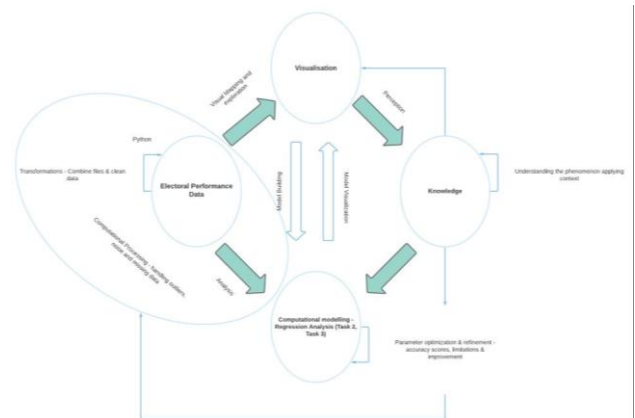 Visualisation
Visual Mapping and
exploration
Perception
Python
Transformations - Combine files & clean
data
Electoral Performance
Data
Model Building
Model Visualization
Knowledge
Understanding the phenomenon applying
context
Computational Processing - handling outliers,
noise and missing data
Analysis
Computational modelling -
Regression Analysis (Task 2,
Task 3)
Parameter optimization & refinement -
accuracy scores, limitations &
improvement